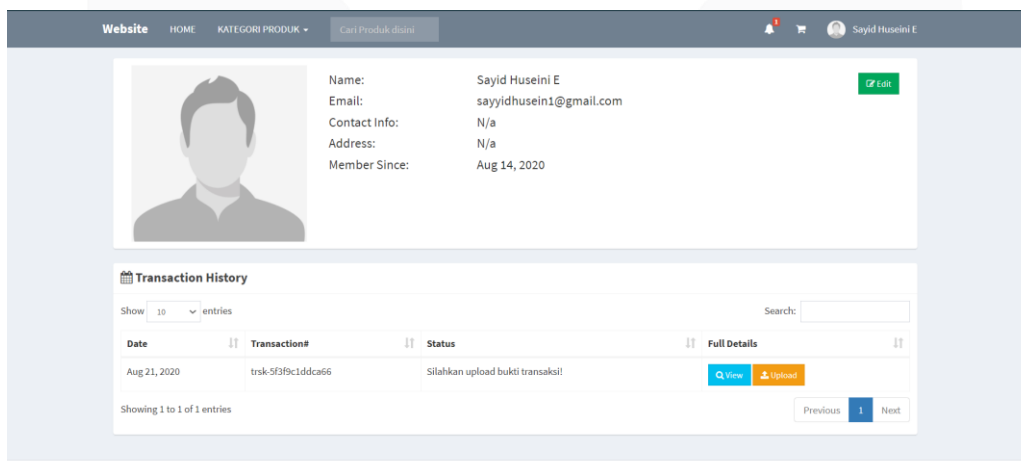 Website HOME KATEGORI PRODUK Cari Produk disini 1 Sayid Huseini E
Name: Sayid Huseini E
Edit
Email: sayyidhusein1@gmail.com
Contact Info: N/a
Address: N/a
Member Since: Aug 14, 2020
Transaction History
Show 10 entries Search:
Date Transaction# Status Full Details
Aug 21, 2020 trsk-5f3f9c1ddca66 Silahkan upload bukti transaksi! View Upload
Showing 1 to 1 of 1 entries Previous 1 Next